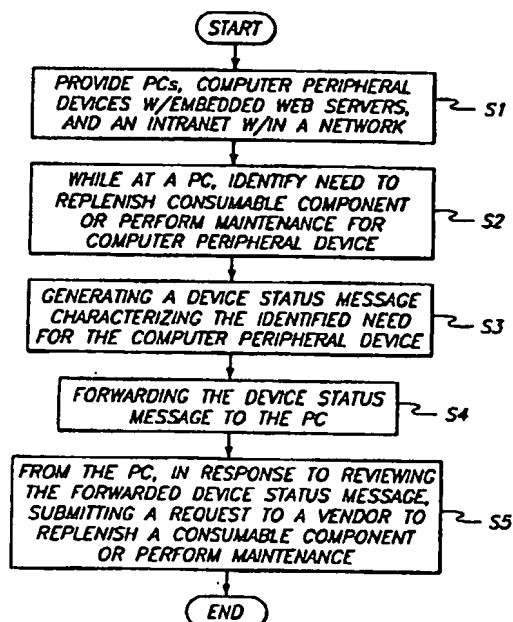 START
PROVIDE PCs, COMPUTER PERIPHERAL
DEVICES W/EMBEDDED WEB SERVERS,
AND AN INTRANET W/IN A NETWORK
S1
WHILE AT A PC, IDENTIFY NEED TO
REPLENISH CONSUMABLE COMPONENT
OR PERFORM MAINTENANCE FOR
COMPUTER PERIPHERAL DEVICE
S2
GENERATING A DEVICE STATUS MESSAGE
CHARACTERIZING THE IDENTIFIED NEED
FOR THE COMPUTER PERIPHERAL DEVICE
S3
FORWARDING THE DEVICE STATUS
MESSAGE TO THE PC
S4
FROM THE PC, IN RESPONSE TO REVIEWING
THE FORWARDED DEVICE STATUS MESSAGE,
SUBMITTING A REQUEST TO A VENDOR TO
REPLENISH A CONSUMABLE COMPONENT
OR PERFORM MAINTENANCE
S5
END